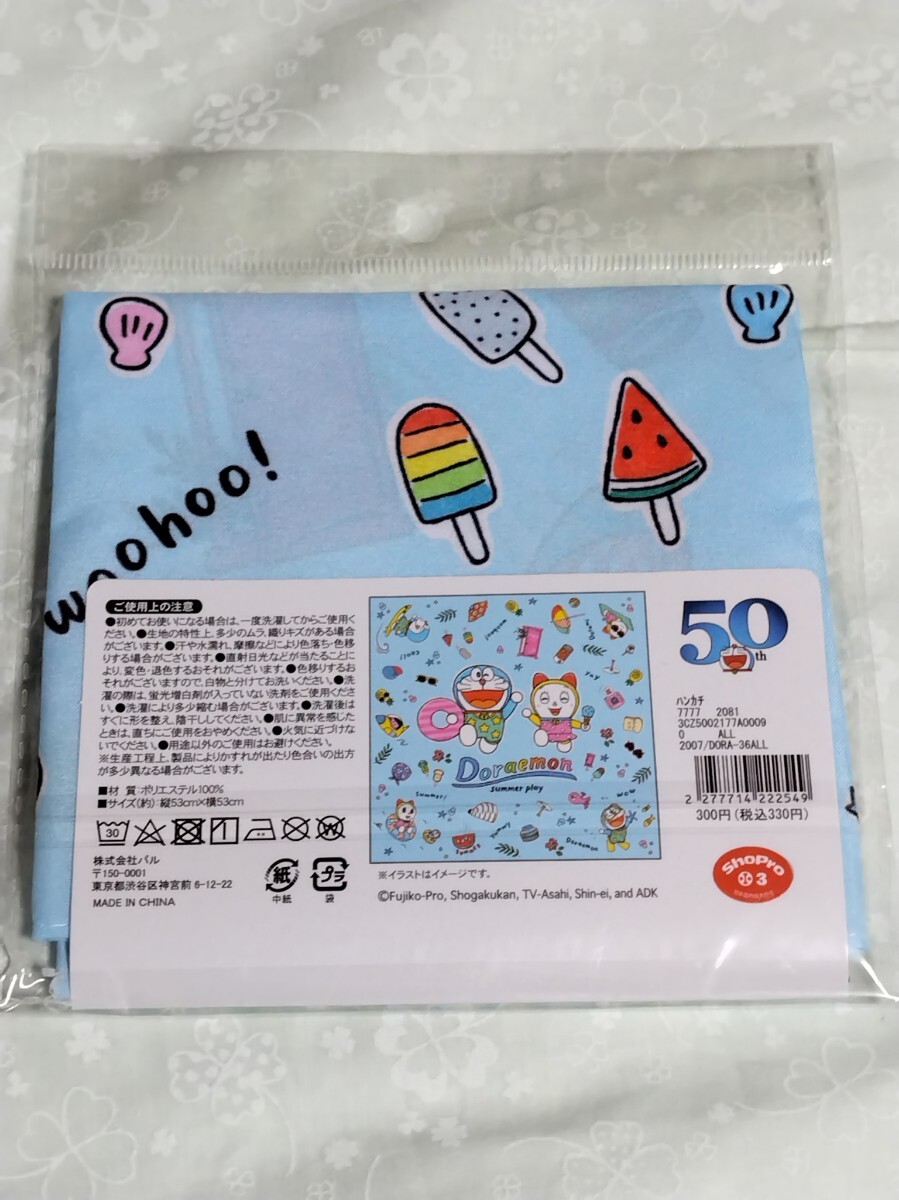 woohoo!
ご使用上の注意
●初めてお使いになる場合は、一度洗濯してからご使用く
ださい。●生地の特性上、多少のムラ、織りキズがある場合
がございます。●汗や水濡れ、摩擦などにより色落ち・色移
りする場合がございます。●直射日光などが当たることに
より、変色・退色するおそれがございます。●色移りするお
それがございますので、白物と分けてお洗いください。●洗
濯の際は、蛍光増白剤が入っていない洗剤をご使用くださ
い。●洗濯により多少縮む場合がございます。●洗濯後は
すぐに形を整え、陰干ししてください。●肌に異常を感じた
ときは、直ちにご使用をおやめください。●火気に近づけな
いでください。●用途以外のご使用はお避けください。
※生産工程上、製品によりかすれが出たり色合いの出方
が多少異なる場合がございます。
■材 質：ポリエステル100%
■サイズ(約)：縦53cm×横53cm
30
株式会社パル
〒150-0001
東京都渋谷区神宮前 6-12-22
MADE IN CHINA
紙
中紙
プラ
袋
Doraemon
summer play
Summer!
wow
yummy
Doraemon
※イラストはイメージです。
©Fujiko-Pro, Shogakukan, TV-Asahi, Shin-ei, and ADK
50th
ハンカチ
7777 2081
3CZ5002177A0009
0 ALL
2007/DORA-36ALL
2 277714 222549
300円(税込330円)
ShoPro
3